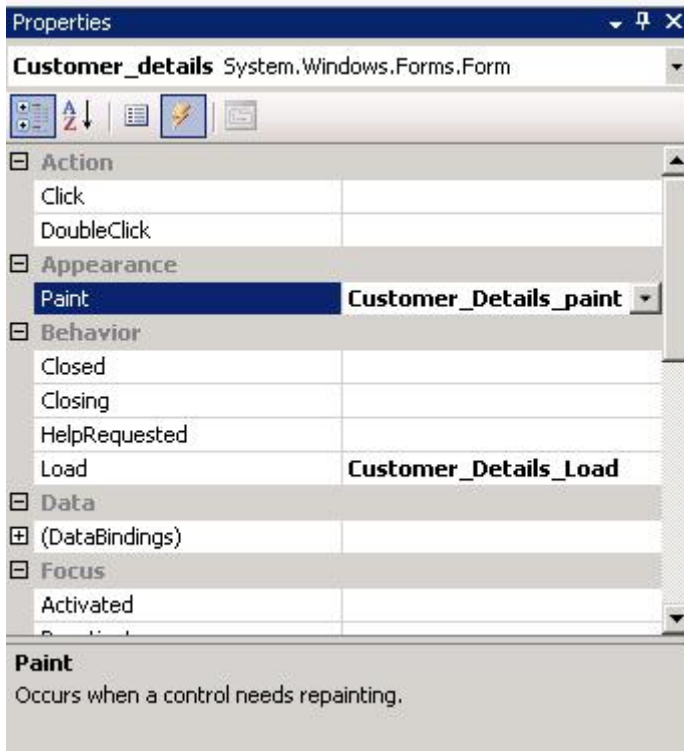 Properties
Customer_details System.Windows.Forms.Form
A
Z
Action
Click
DoubleClick
Appearance
Paint Customer_Details_paint
Behavior
Closed
Closing
HelpRequested
Load Customer_Details_Load
Data
(DataBindings)
Focus
Activated
Paint
Occurs when a control needs repainting.